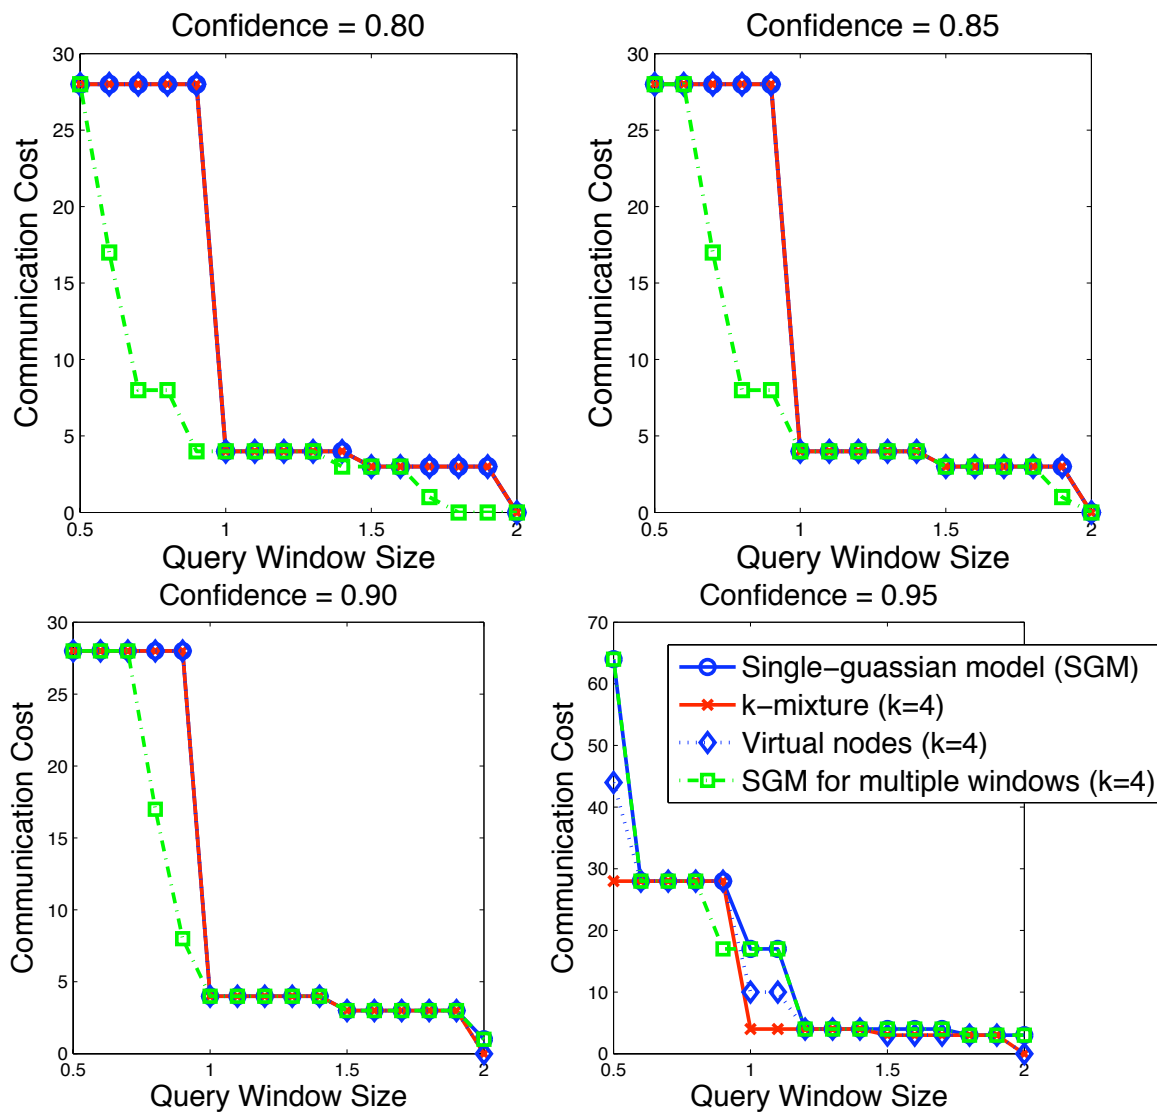 Confidence = 0.80
30
25
20
15
10
5
0
0.5
1
1.5
2
Communication Cost
Query Window Size
Confidence = 0.85
30
25
20
15
10
5
0
0.5
1
1.5
2
Communication Cost
Query Window Size
Confidence = 0.90
30
25
20
15
10
5
0
0.5
1
1.5
2
Communication Cost
Query Window Size
Confidence = 0.95
70
60
50
40
30
20
10
0
0.5
1
1.5
2
Communication Cost
Query Window Size
Single-guassian model (SGM)
k-mixture (k=4)
Virtual nodes (k=4)
SGM for multiple windows (k=4)